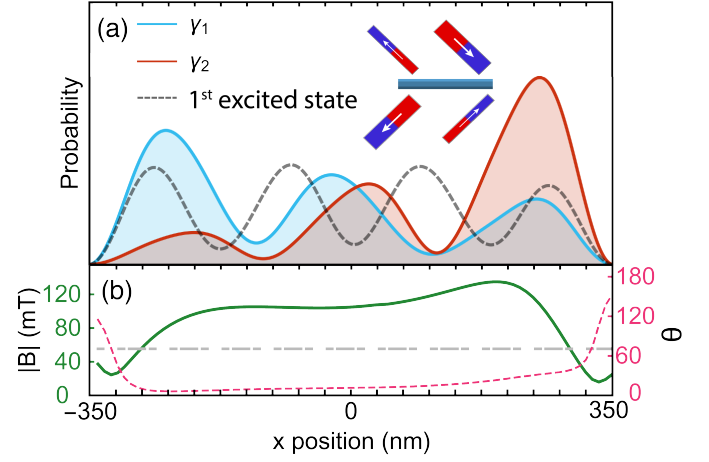 (a)
γ1
γ2
1st excited state
Probability
(b)
|B| (mT)
120
80
40
0
180
120
60
0
θ
−350
0
350
x position (nm)